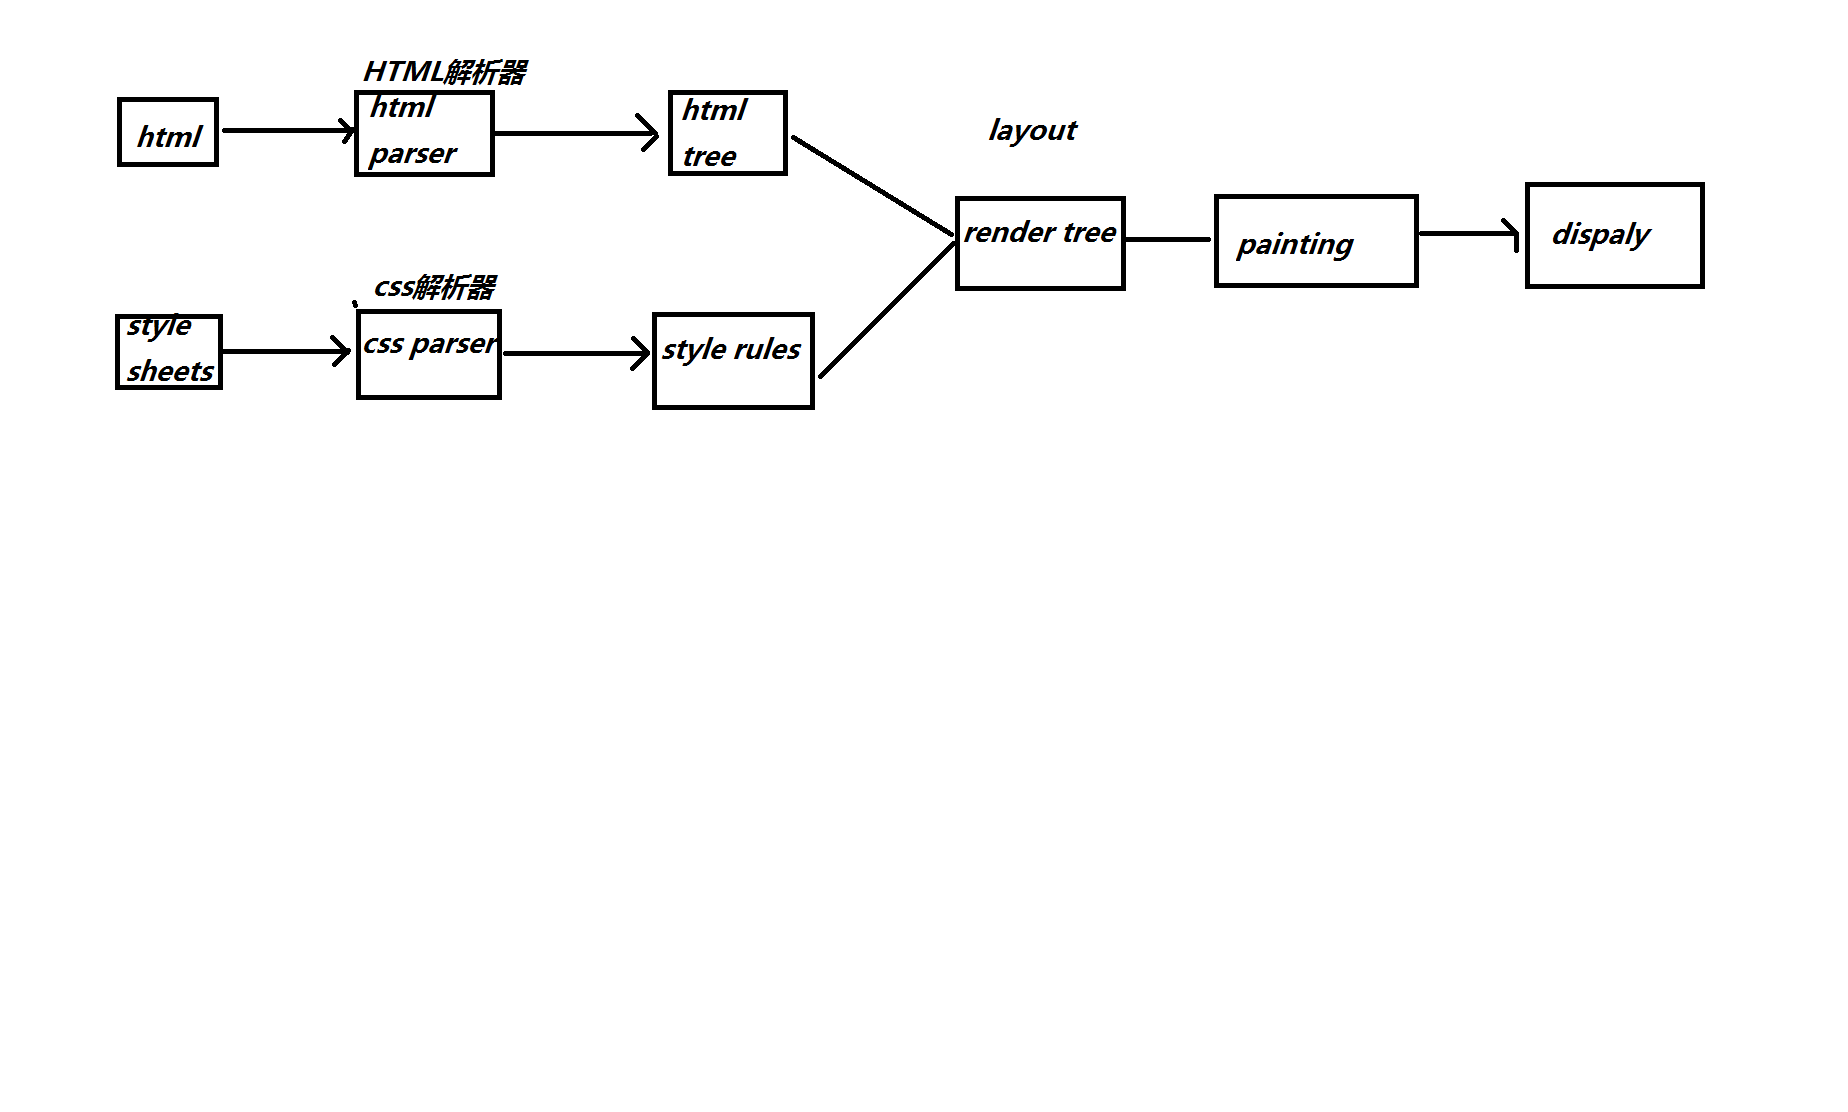 HTML解析器
html
html
parser
html
tree
layout
render tree
painting
dispaly
css解析器
style
sheets
css parser
style rules